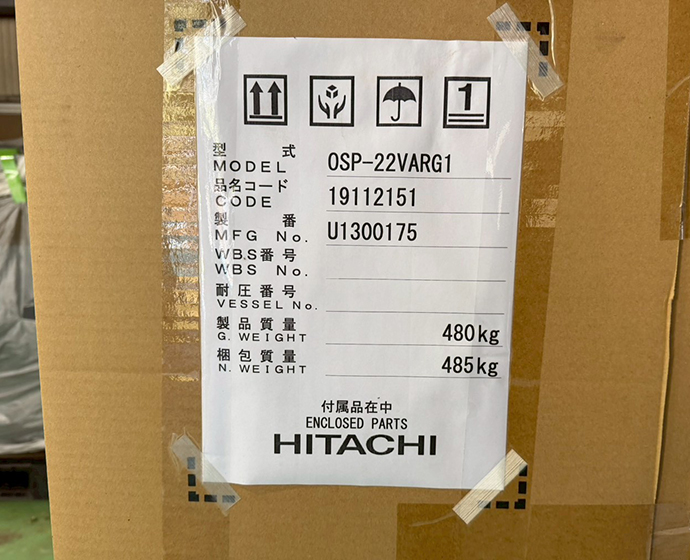 1
型式
MODEL OSP-22VARG1
品名コード
CODE 19112151
製番
MFG No. U1300175
WBS番号
WBS No.
耐圧番号
VESSEL No.
製品質量
G. WEIGHT 480kg
梱包質量
N. WEIGHT 485kg
付属品在中
ENCLOSED PARTS
HITACHI